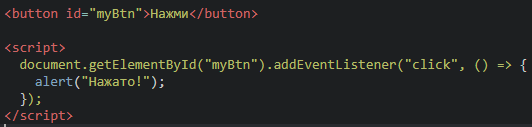 <button id="myBtn">Нажми</button>

<script>
  document.getElementById("myBtn").addEventListener("click", () => {
    alert("Нажато!");
  });
</script>